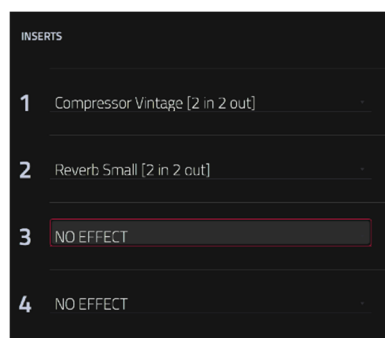 INSERTS
1 Compressor Vintage [2 in 2 out]
2 Reverb Small [2 in 2 out]
3 NO EFFECT
4 NO EFFECT